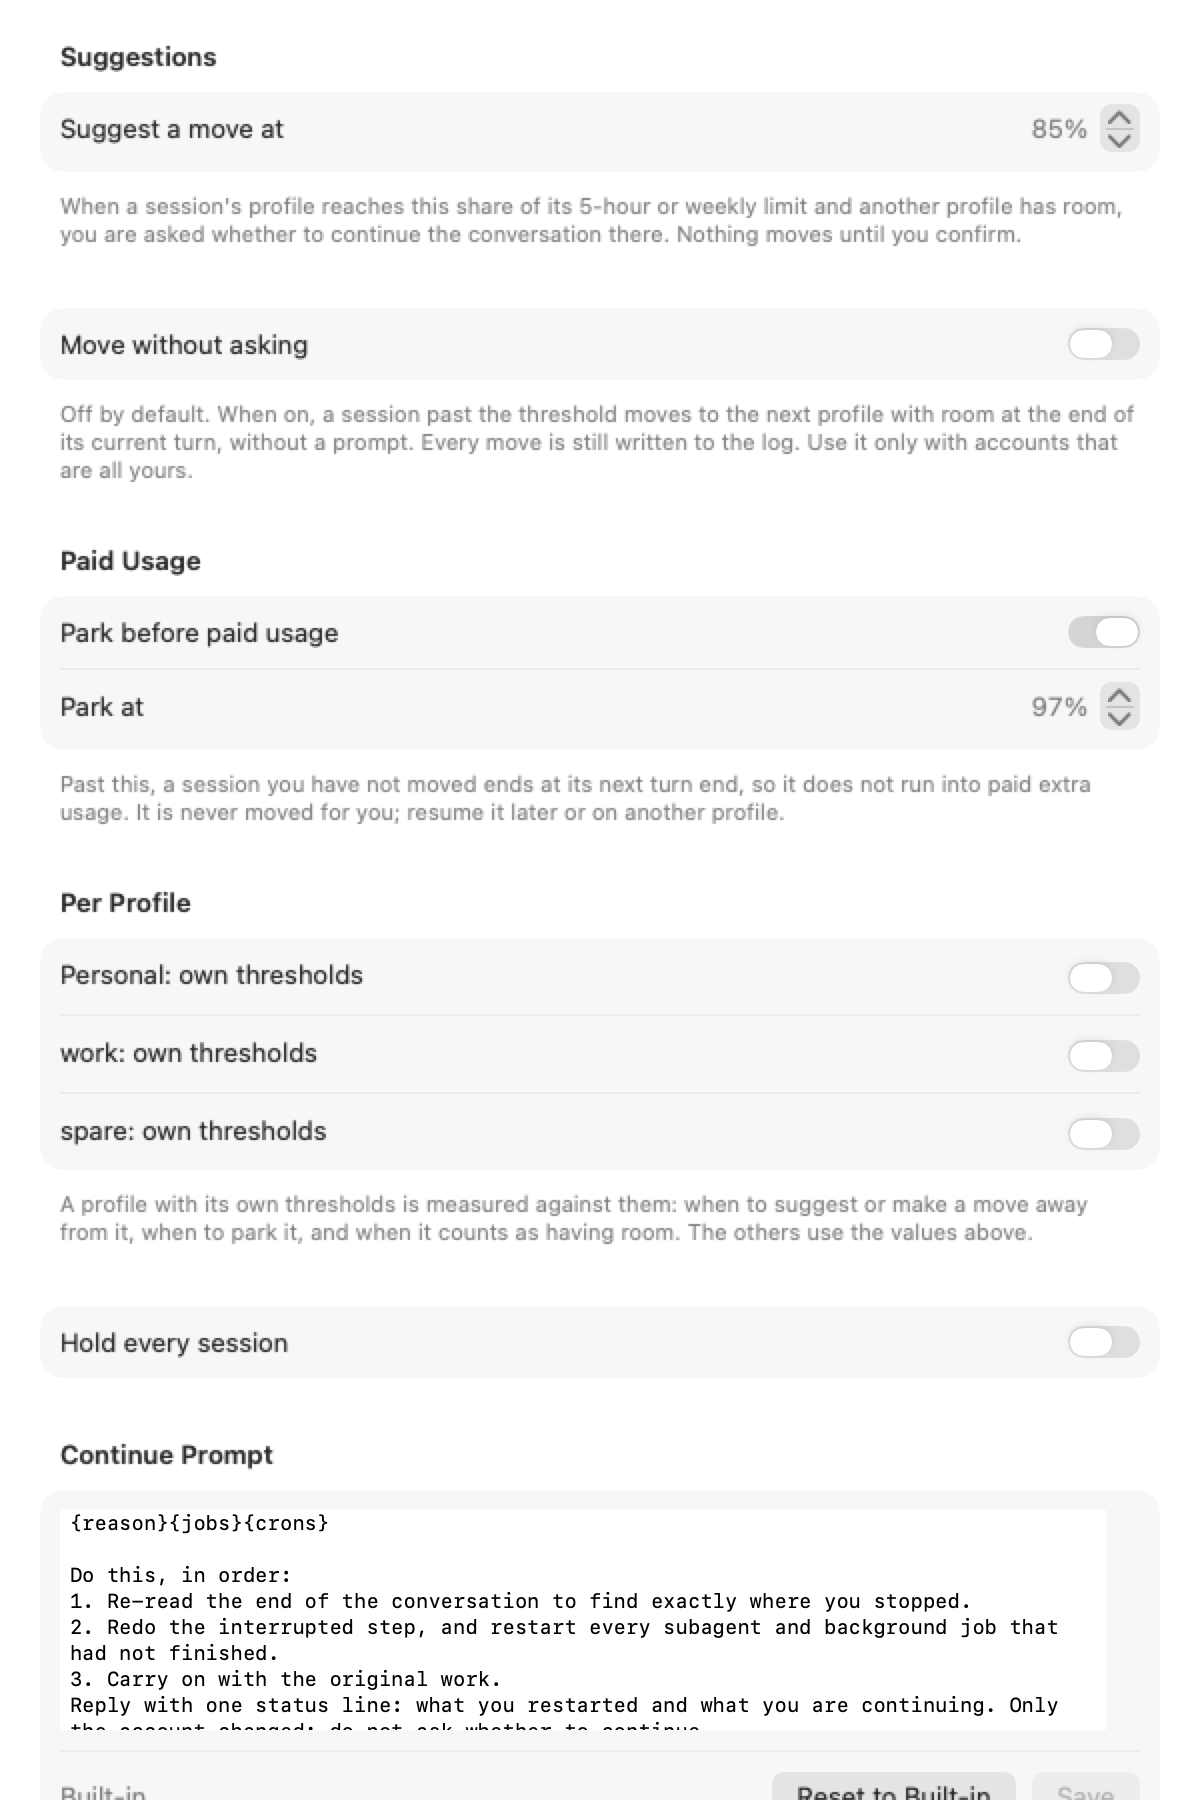 Suggestions
Suggest a move at
85%
When a session's profile reaches this share of its 5-hour or weekly limit and another profile has room,
you are asked whether to continue the conversation there. Nothing moves until you confirm.
Move without asking
Off by default. When on, a session past the threshold moves to the next profile with room at the end of
its current turn, without a prompt. Every move is still written to the log. Use it only with accounts that
are all yours.
Paid Usage
Park before paid usage
Park at
97%
Past this, a session you have not moved ends at its next turn end, so it does not run into paid extra
usage. It is never moved for you; resume it later or on another profile.
Per Profile
Personal: own thresholds
work: own thresholds
spare: own thresholds
A profile with its own thresholds is measured against them: when to suggest or make a move away
from it, when to park it, and when it counts as having room. The others use the values above.
Hold every session
Continue Prompt
{reason}{jobs}{crons}
Do this, in order:
1. Re-read the end of the conversation to find exactly where you stopped.
2. Redo the interrupted step, and restart every subagent and background job that
had not finished.
3. Carry on with the original work.
Reply with one status line: what you restarted and what you are continuing. Only
the account changed; do not ask whether to continue
Built-in
Reset to Built-in
Save